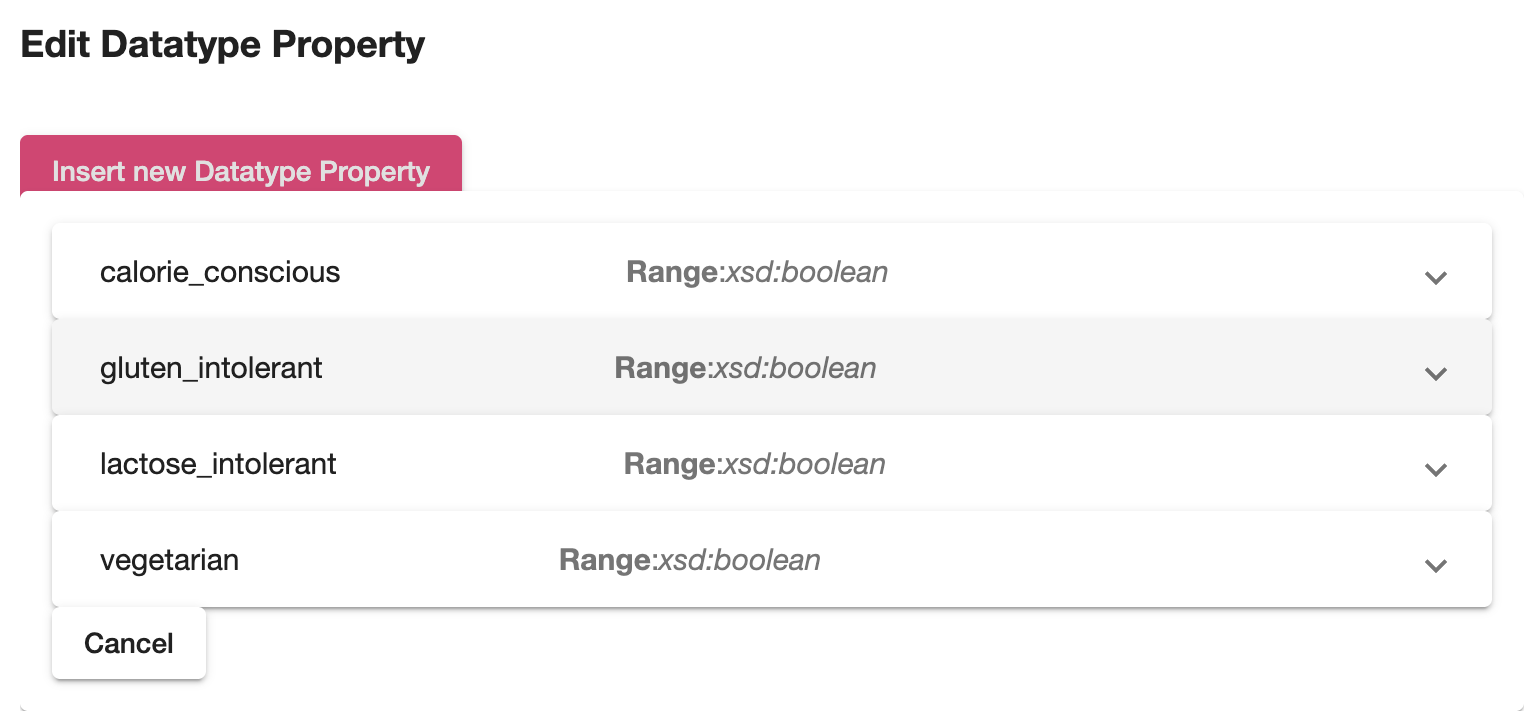 Edit Datatype Property
Insert new Datatype Property
calorie_conscious Range:xsd:boolean
gluten_intolerant Range:xsd:boolean
lactose_intolerant Range:xsd:boolean
vegetarian Range:xsd:boolean
Cancel